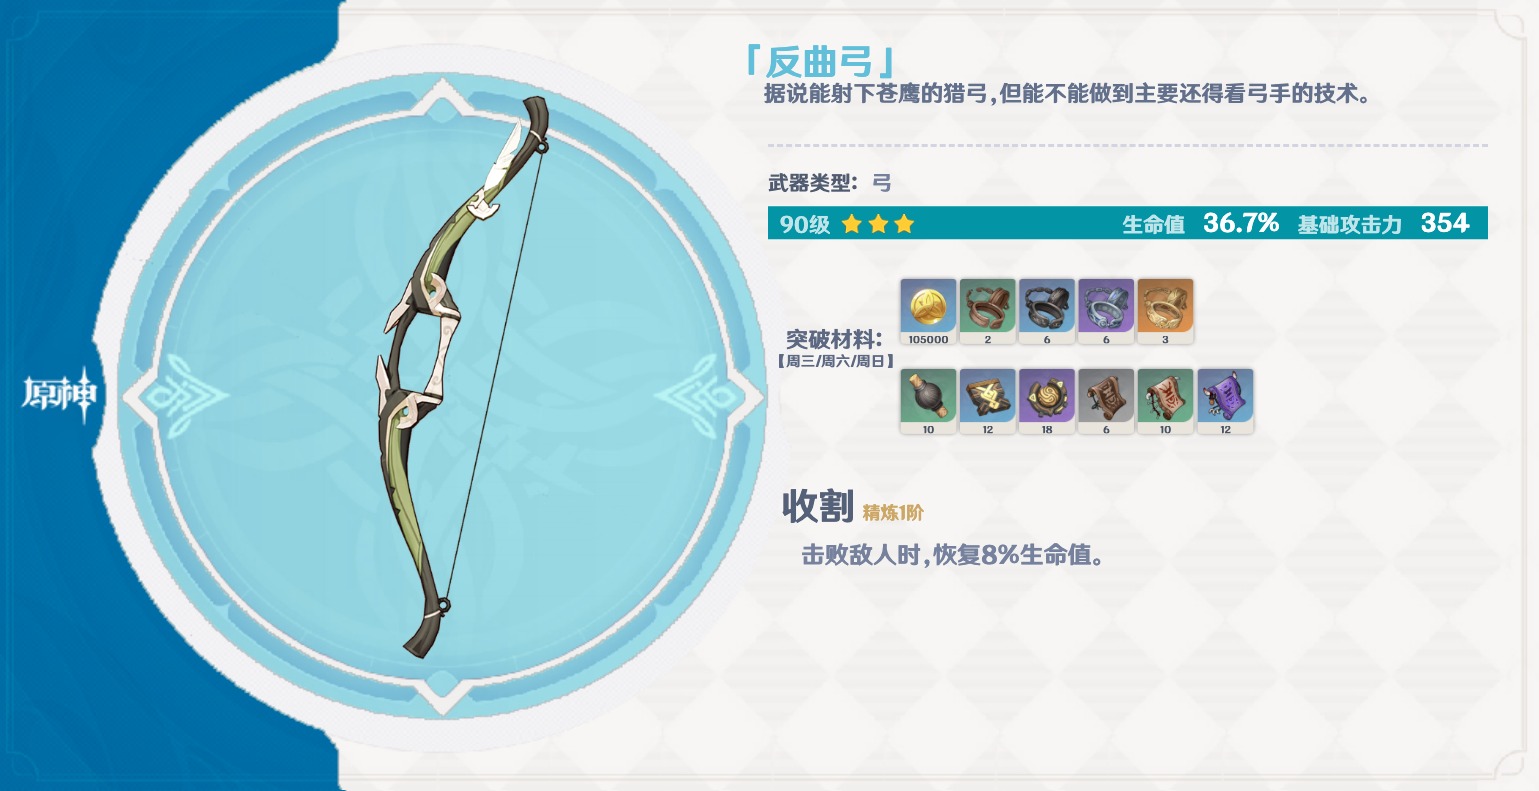 原神
「反曲弓」
据说能射下苍鹰的猎弓,但能不能做到主要还得看弓手的技术。
武器类型: 弓
90级 生命值 36.7% 基础攻击力 354
突破材料:
【周三/周六/周日】
105000 2 6 6 3
10 12 18 6 10 12
收割 精炼1阶
击败敌人时,恢复8%生命值。